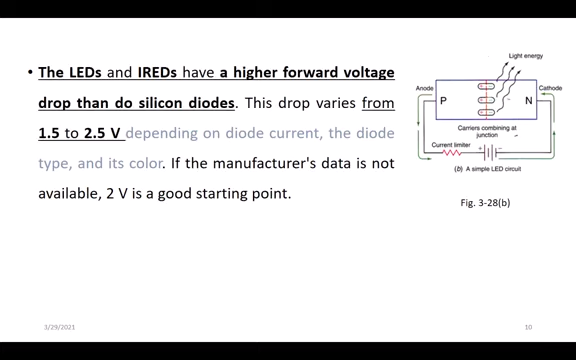 • The LEDs and IREDs have a higher forward voltage
drop than do silicon diodes. This drop varies from
1.5 to 2.5 V depending on diode current, the diode
type, and its color. If the manufacturer's data is not
available, 2 V is a good starting point.
Light energy
Anode
Cathode
P
N
Carriers combining at
junction
Current limiter
+
−
(b) A simple LED circuit
Fig. 3-28(b)
3/29/2021
10